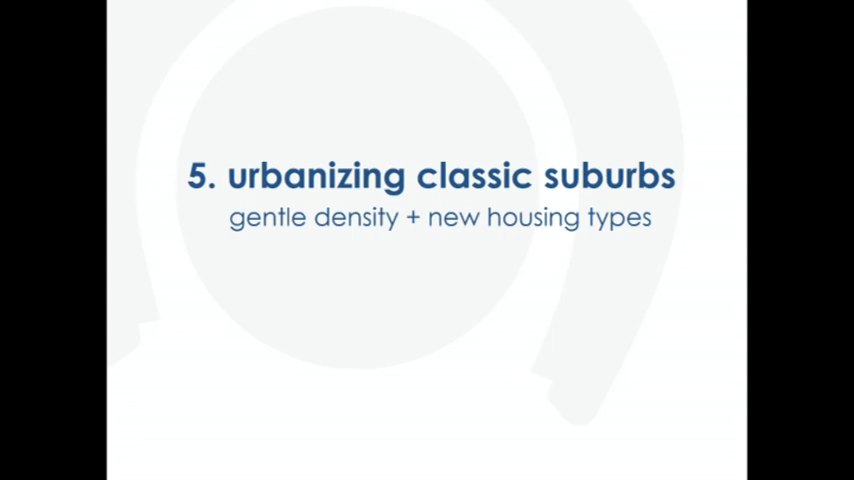 5. urbanizing classic suburbs
gentle density + new housing types